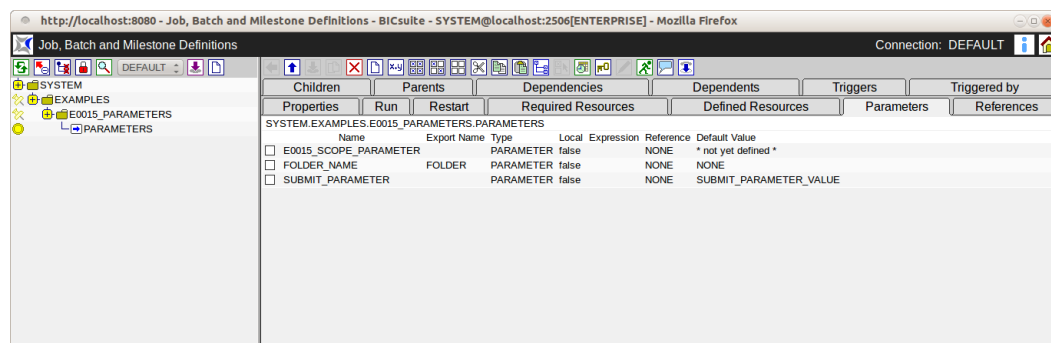 http://localhost:8080 - Job, Batch and Milestone Definitions - BICsuite - SYSTEM@localhost:2506[ENTERPRISE] - Mozilla Firefox
Job, Batch and Milestone Definitions
Connection: DEFAULT
DEFAULT
SYSTEM
EXAMPLES
E0015_PARAMETERS
PARAMETERS
Children Parents Dependencies Dependents Triggers Triggered by
Properties Run Restart Required Resources Defined Resources Parameters References
SYSTEM.EXAMPLES.E0015_PARAMETERS.PARAMETERS
Name Export Name Type Local Expression Reference Default Value
E0015_SCOPE_PARAMETER PARAMETER false NONE * not yet defined *
FOLDER_NAME FOLDER PARAMETER false NONE NONE
SUBMIT_PARAMETER PARAMETER false NONE SUBMIT_PARAMETER_VALUE